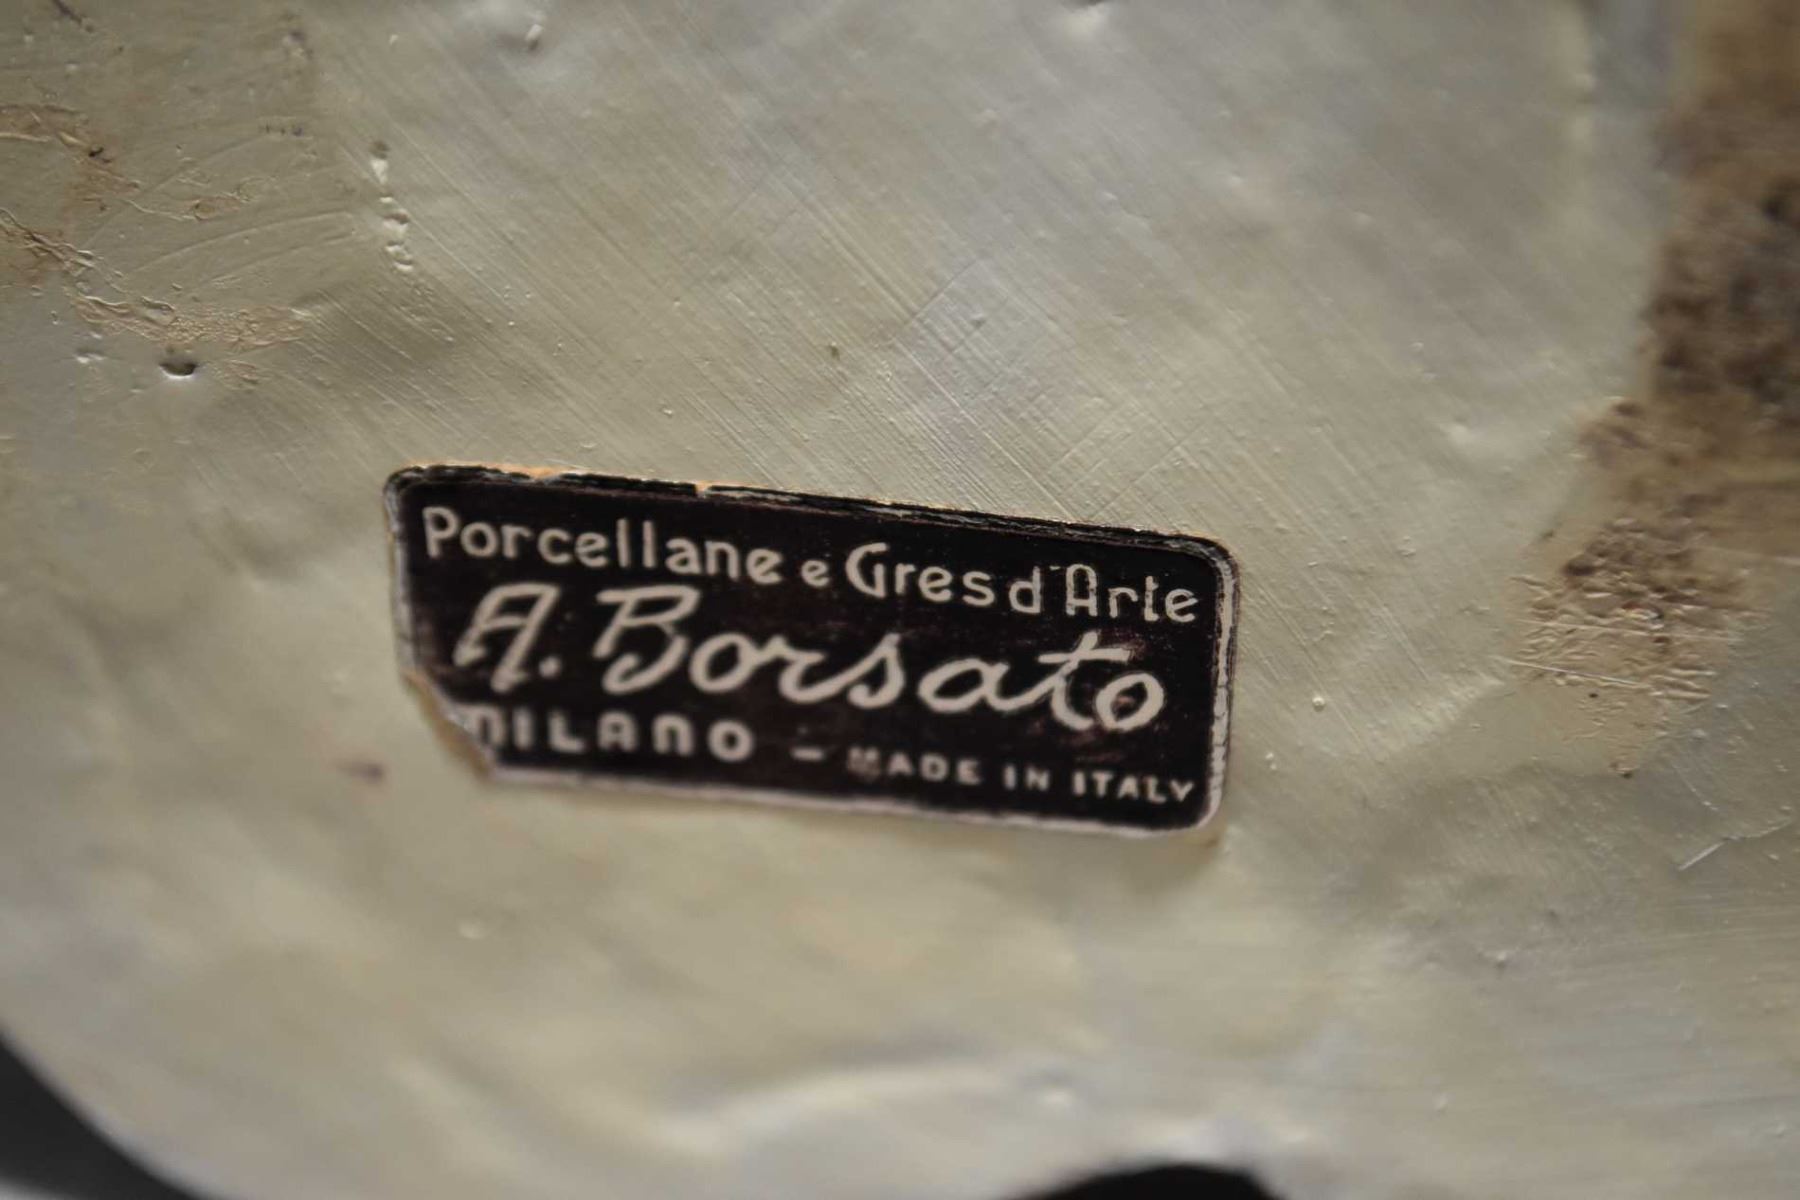 Porcellane e Gres d'Arte
A. Borsato
MILANO - MADE IN ITALY